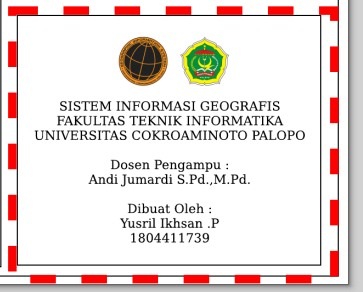 SISTEM INFORMASI GEOGRAFIS
FAKULTAS TEKNIK INFORMATIKA
UNIVERSITAS COKROAMINOTO PALOPO
Dosen Pengampu :
Andi Jumardi S.Pd.,M.Pd.
Dibuat Oleh :
Yusril Ikhsan .P
1804411739